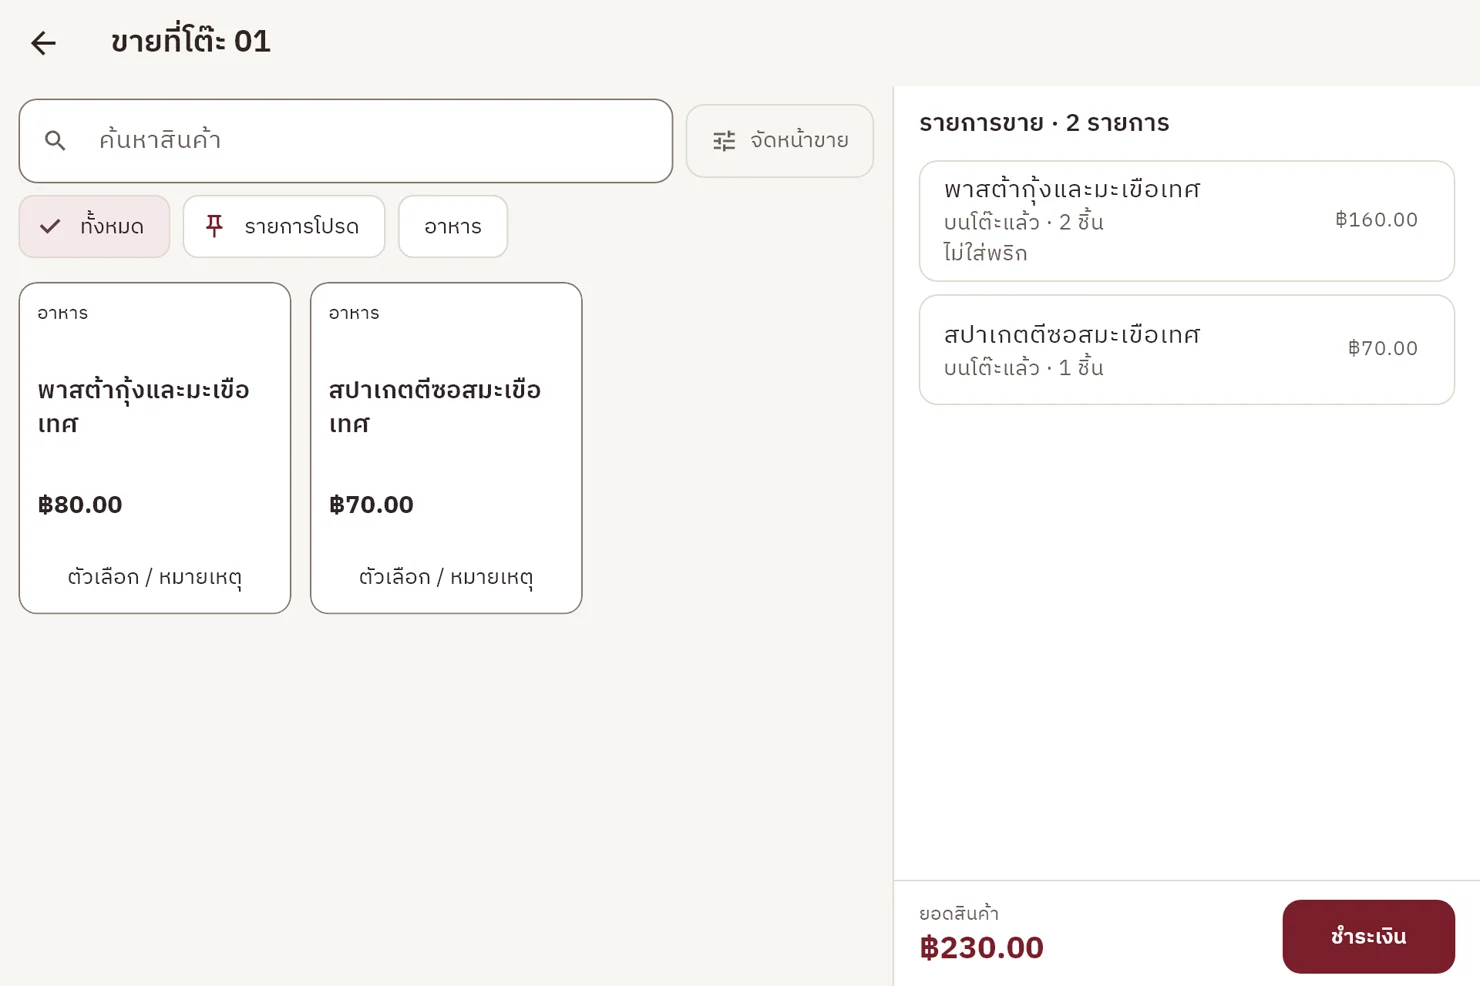 ขายที่โต๊ะ 01
ค้นหาสินค้า
จัดหน้าขาย
ทั้งหมด
รายการโปรด
อาหาร
อาหาร
พาสต้ากุ้งและมะเขือ
เทศ
฿80.00
ตัวเลือก / หมายเหตุ
อาหาร
สปาเกตตีซอสมะเขือ
เทศ
฿70.00
ตัวเลือก / หมายเหตุ
รายการขาย · 2 รายการ
พาสต้ากุ้งและมะเขือเทศ
บนโต๊ะแล้ว · 2 ชิ้น
ไม่ใส่พริก
฿160.00
สปาเกตตีซอสมะเขือเทศ
บนโต๊ะแล้ว · 1 ชิ้น
฿70.00
ยอดสินค้า
฿230.00
ชำระเงิน